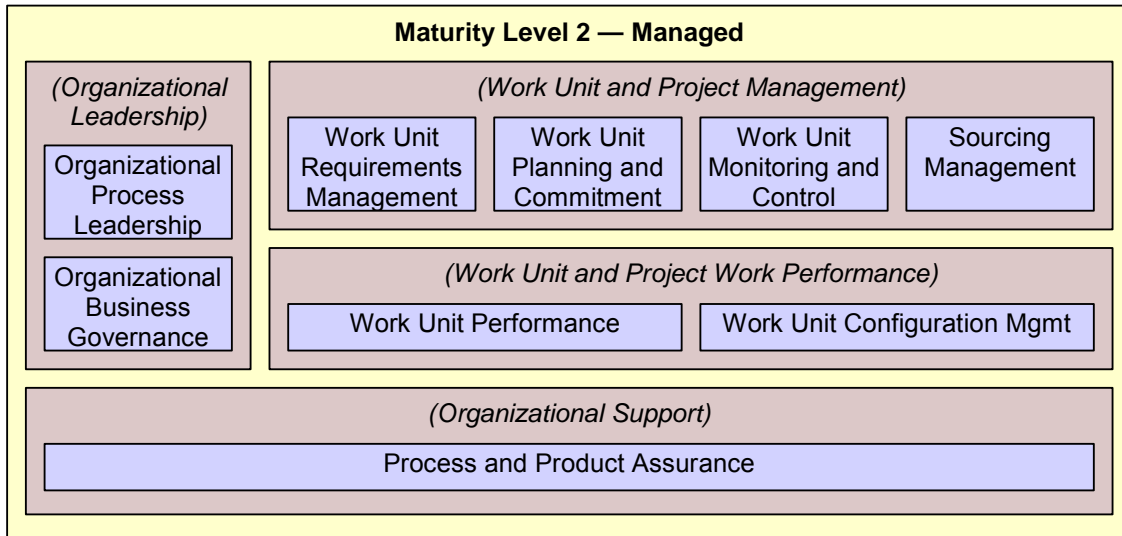 Maturity Level 2 — Managed
(Organizational
Leadership)
Organizational
Process
Leadership
Organizational
Business
Governance
(Work Unit and Project Management)
Work Unit
Requirements
Management
Work Unit
Planning and
Commitment
Work Unit
Monitoring and
Control
Sourcing
Management
(Work Unit and Project Work Performance)
Work Unit Performance
Work Unit Configuration Mgmt
(Organizational Support)
Process and Product Assurance